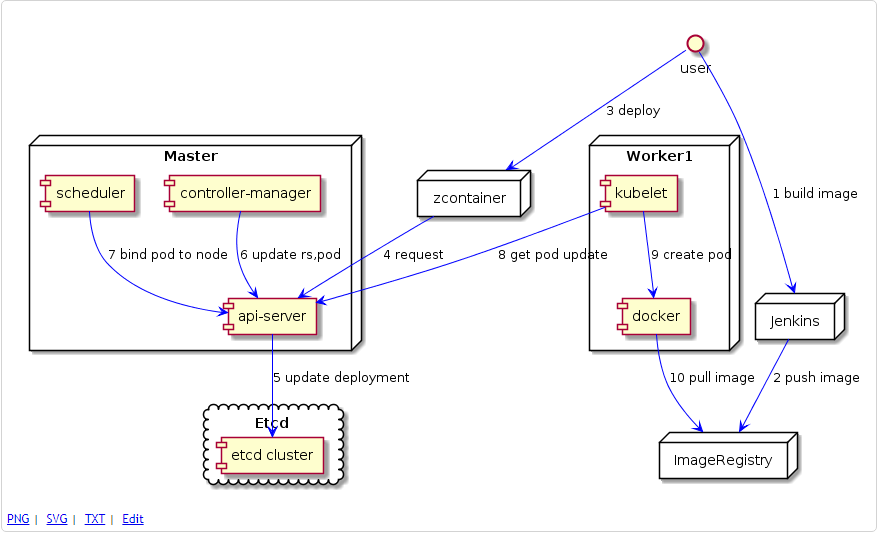 user
3 deploy
Master
Worker1
scheduler
controller-manager
zcontainer
kubelet
1 build image
7 bind pod to node
6 update rs,pod
4 request
8 get pod update
9 create pod
api-server
docker
Jenkins
5 update deployment
10 pull image
2 push image
Etcd
etcd cluster
ImageRegistry
PNG | SVG | TXT | Edit